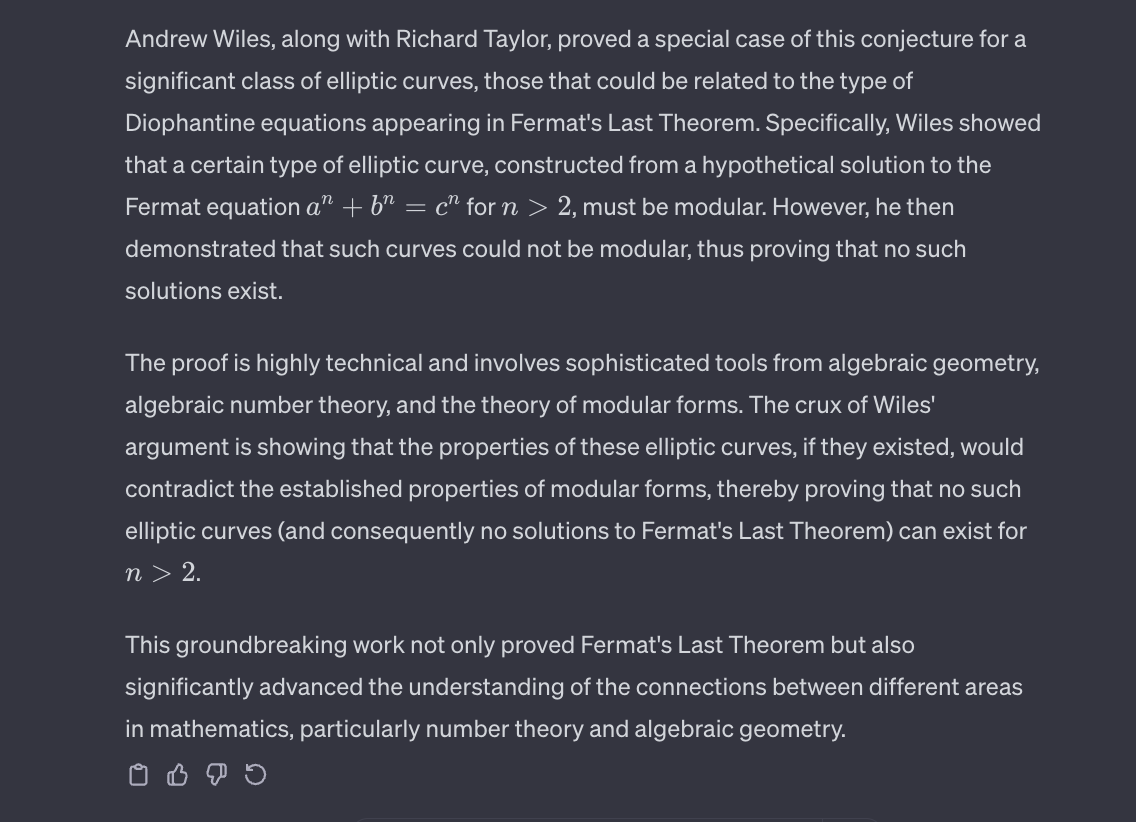 Andrew Wiles, along with Richard Taylor, proved a special case of this conjecture for a
significant class of elliptic curves, those that could be related to the type of
Diophantine equations appearing in Fermat's Last Theorem. Specifically, Wiles showed
that a certain type of elliptic curve, constructed from a hypothetical solution to the
Fermat equation aⁿ + bⁿ = cⁿ for n > 2, must be modular. However, he then
demonstrated that such curves could not be modular, thus proving that no such
solutions exist.
The proof is highly technical and involves sophisticated tools from algebraic geometry,
algebraic number theory, and the theory of modular forms. The crux of Wiles'
argument is showing that the properties of these elliptic curves, if they existed, would
contradict the established properties of modular forms, thereby proving that no such
elliptic curves (and consequently no solutions to Fermat's Last Theorem) can exist for
n > 2.
This groundbreaking work not only proved Fermat's Last Theorem but also
significantly advanced the understanding of the connections between different areas
in mathematics, particularly number theory and algebraic geometry.